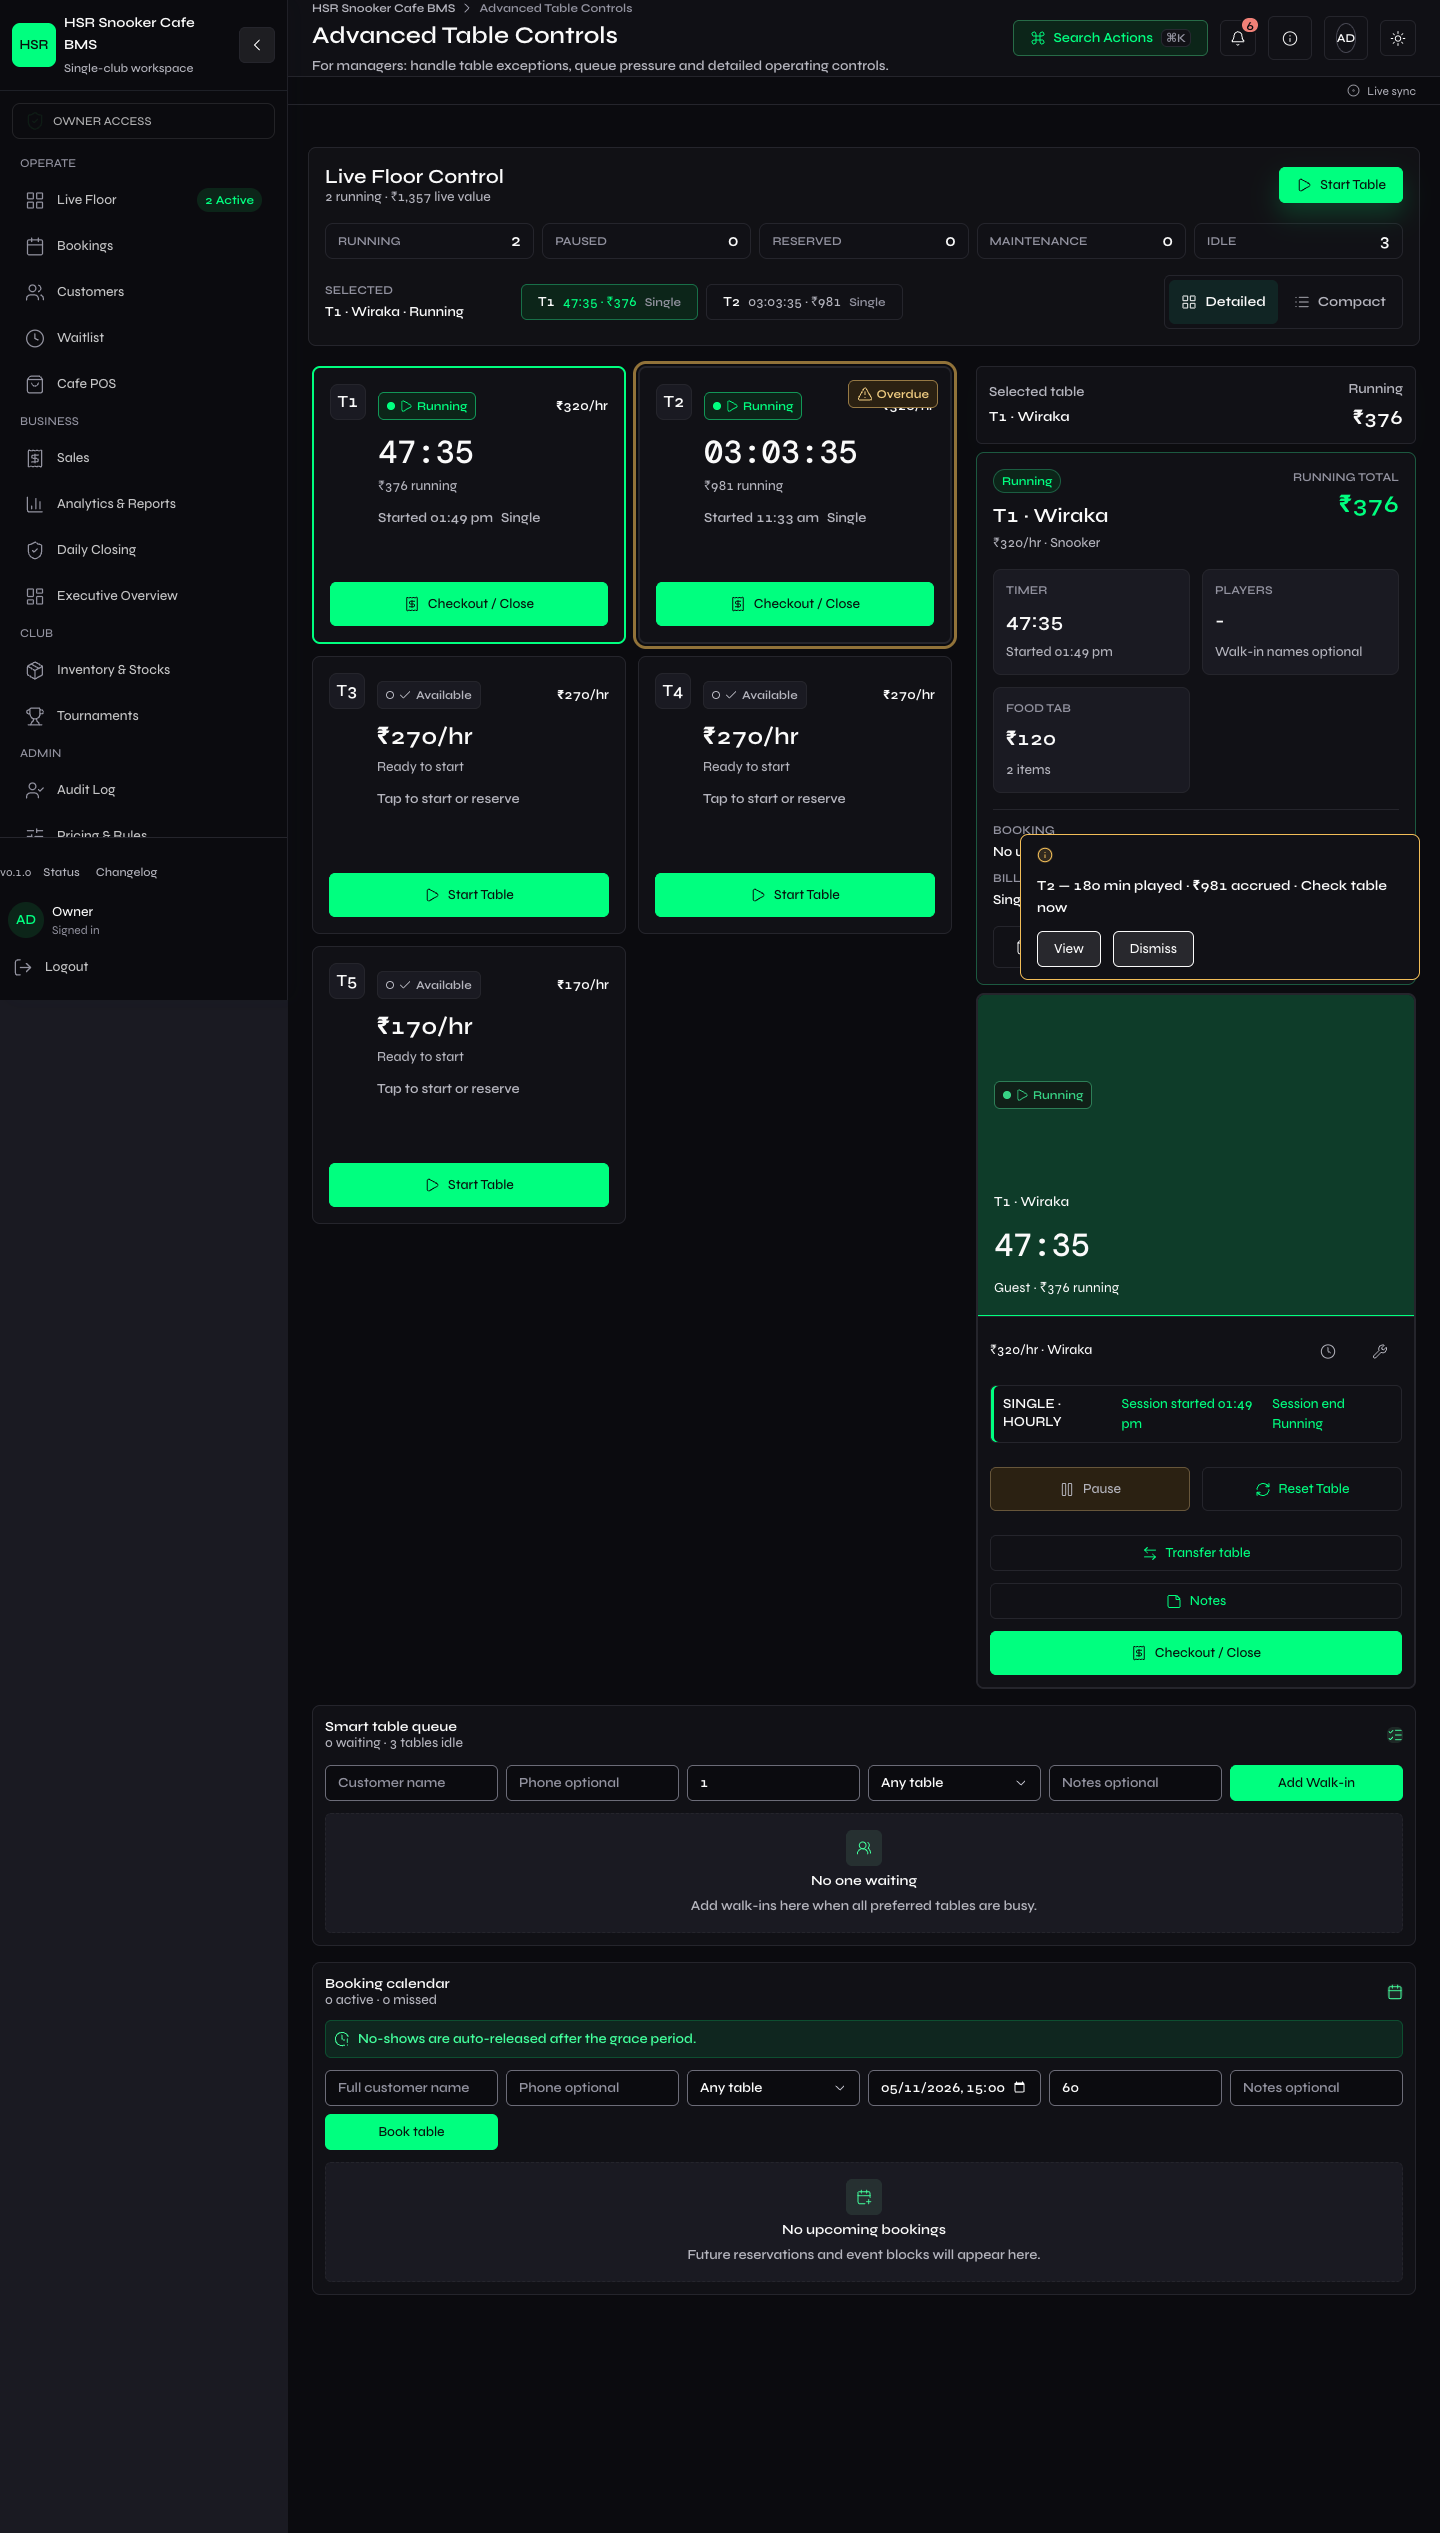 HSR
HSR Snooker Cafe
BMS
Single-club workspace
OWNER ACCESS
OPERATE
Live Floor
2 Active
Bookings
Customers
Waitlist
Cafe POS
BUSINESS
Sales
Analytics & Reports
Daily Closing
Executive Overview
CLUB
Inventory & Stocks
Tournaments
ADMIN
Audit Log
Pricing & Rules
v0.1.0 Status Changelog
AD
Owner
Signed in
Logout
HSR Snooker Cafe BMS > Advanced Table Controls
Advanced Table Controls
For managers: handle table exceptions, queue pressure and detailed operating controls.
Search Actions ⌘K
6
AD
Live sync
Live Floor Control
2 running · ₹1,357 live value
Start Table
RUNNING 2
PAUSED 0
RESERVED 0
MAINTENANCE 0
IDLE 3
SELECTED
T1 · Wiraka · Running
T1 47:35 · ₹376 Single
T2 03:03:35 · ₹981 Single
Detailed
Compact
T1
Running
₹320/hr
47:35
₹376 running
Started 01:49 pm Single
Checkout / Close
T2
Running
Overdue
03:03:35
₹981 running
Started 11:33 am Single
Checkout / Close
T3
Available
₹270/hr
₹270/hr
Ready to start
Tap to start or reserve
Start Table
T4
Available
₹270/hr
₹270/hr
Ready to start
Tap to start or reserve
Start Table
T5
Available
₹170/hr
₹170/hr
Ready to start
Tap to start or reserve
Start Table
Selected table
T1 · Wiraka
Running
₹376
Running
T1 · Wiraka
₹320/hr · Snooker
RUNNING TOTAL
₹376
TIMER
47:35
Started 01:49 pm
PLAYERS
-
Walk-in names optional
FOOD TAB
₹120
2 items
BOOKING
No
BILL
Sing
T2 — 180 min played · ₹981 accrued · Check table
now
View
Dismiss
Running
T1 · Wiraka
47:35
Guest · ₹376 running
₹320/hr · Wiraka
SINGLE ·
HOURLY
Session started 01:49
pm
Session end
Running
Pause
Reset Table
Transfer table
Notes
Checkout / Close
Smart table queue
0 waiting · 3 tables idle
Customer name
Phone optional
1
Any table
Notes optional
Add Walk-in
No one waiting
Add walk-ins here when all preferred tables are busy.
Booking calendar
0 active · 0 missed
No-shows are auto-released after the grace period.
Full customer name
Phone optional
Any table
05/11/2026, 15:00
60
Notes optional
Book table
No upcoming bookings
Future reservations and event blocks will appear here.